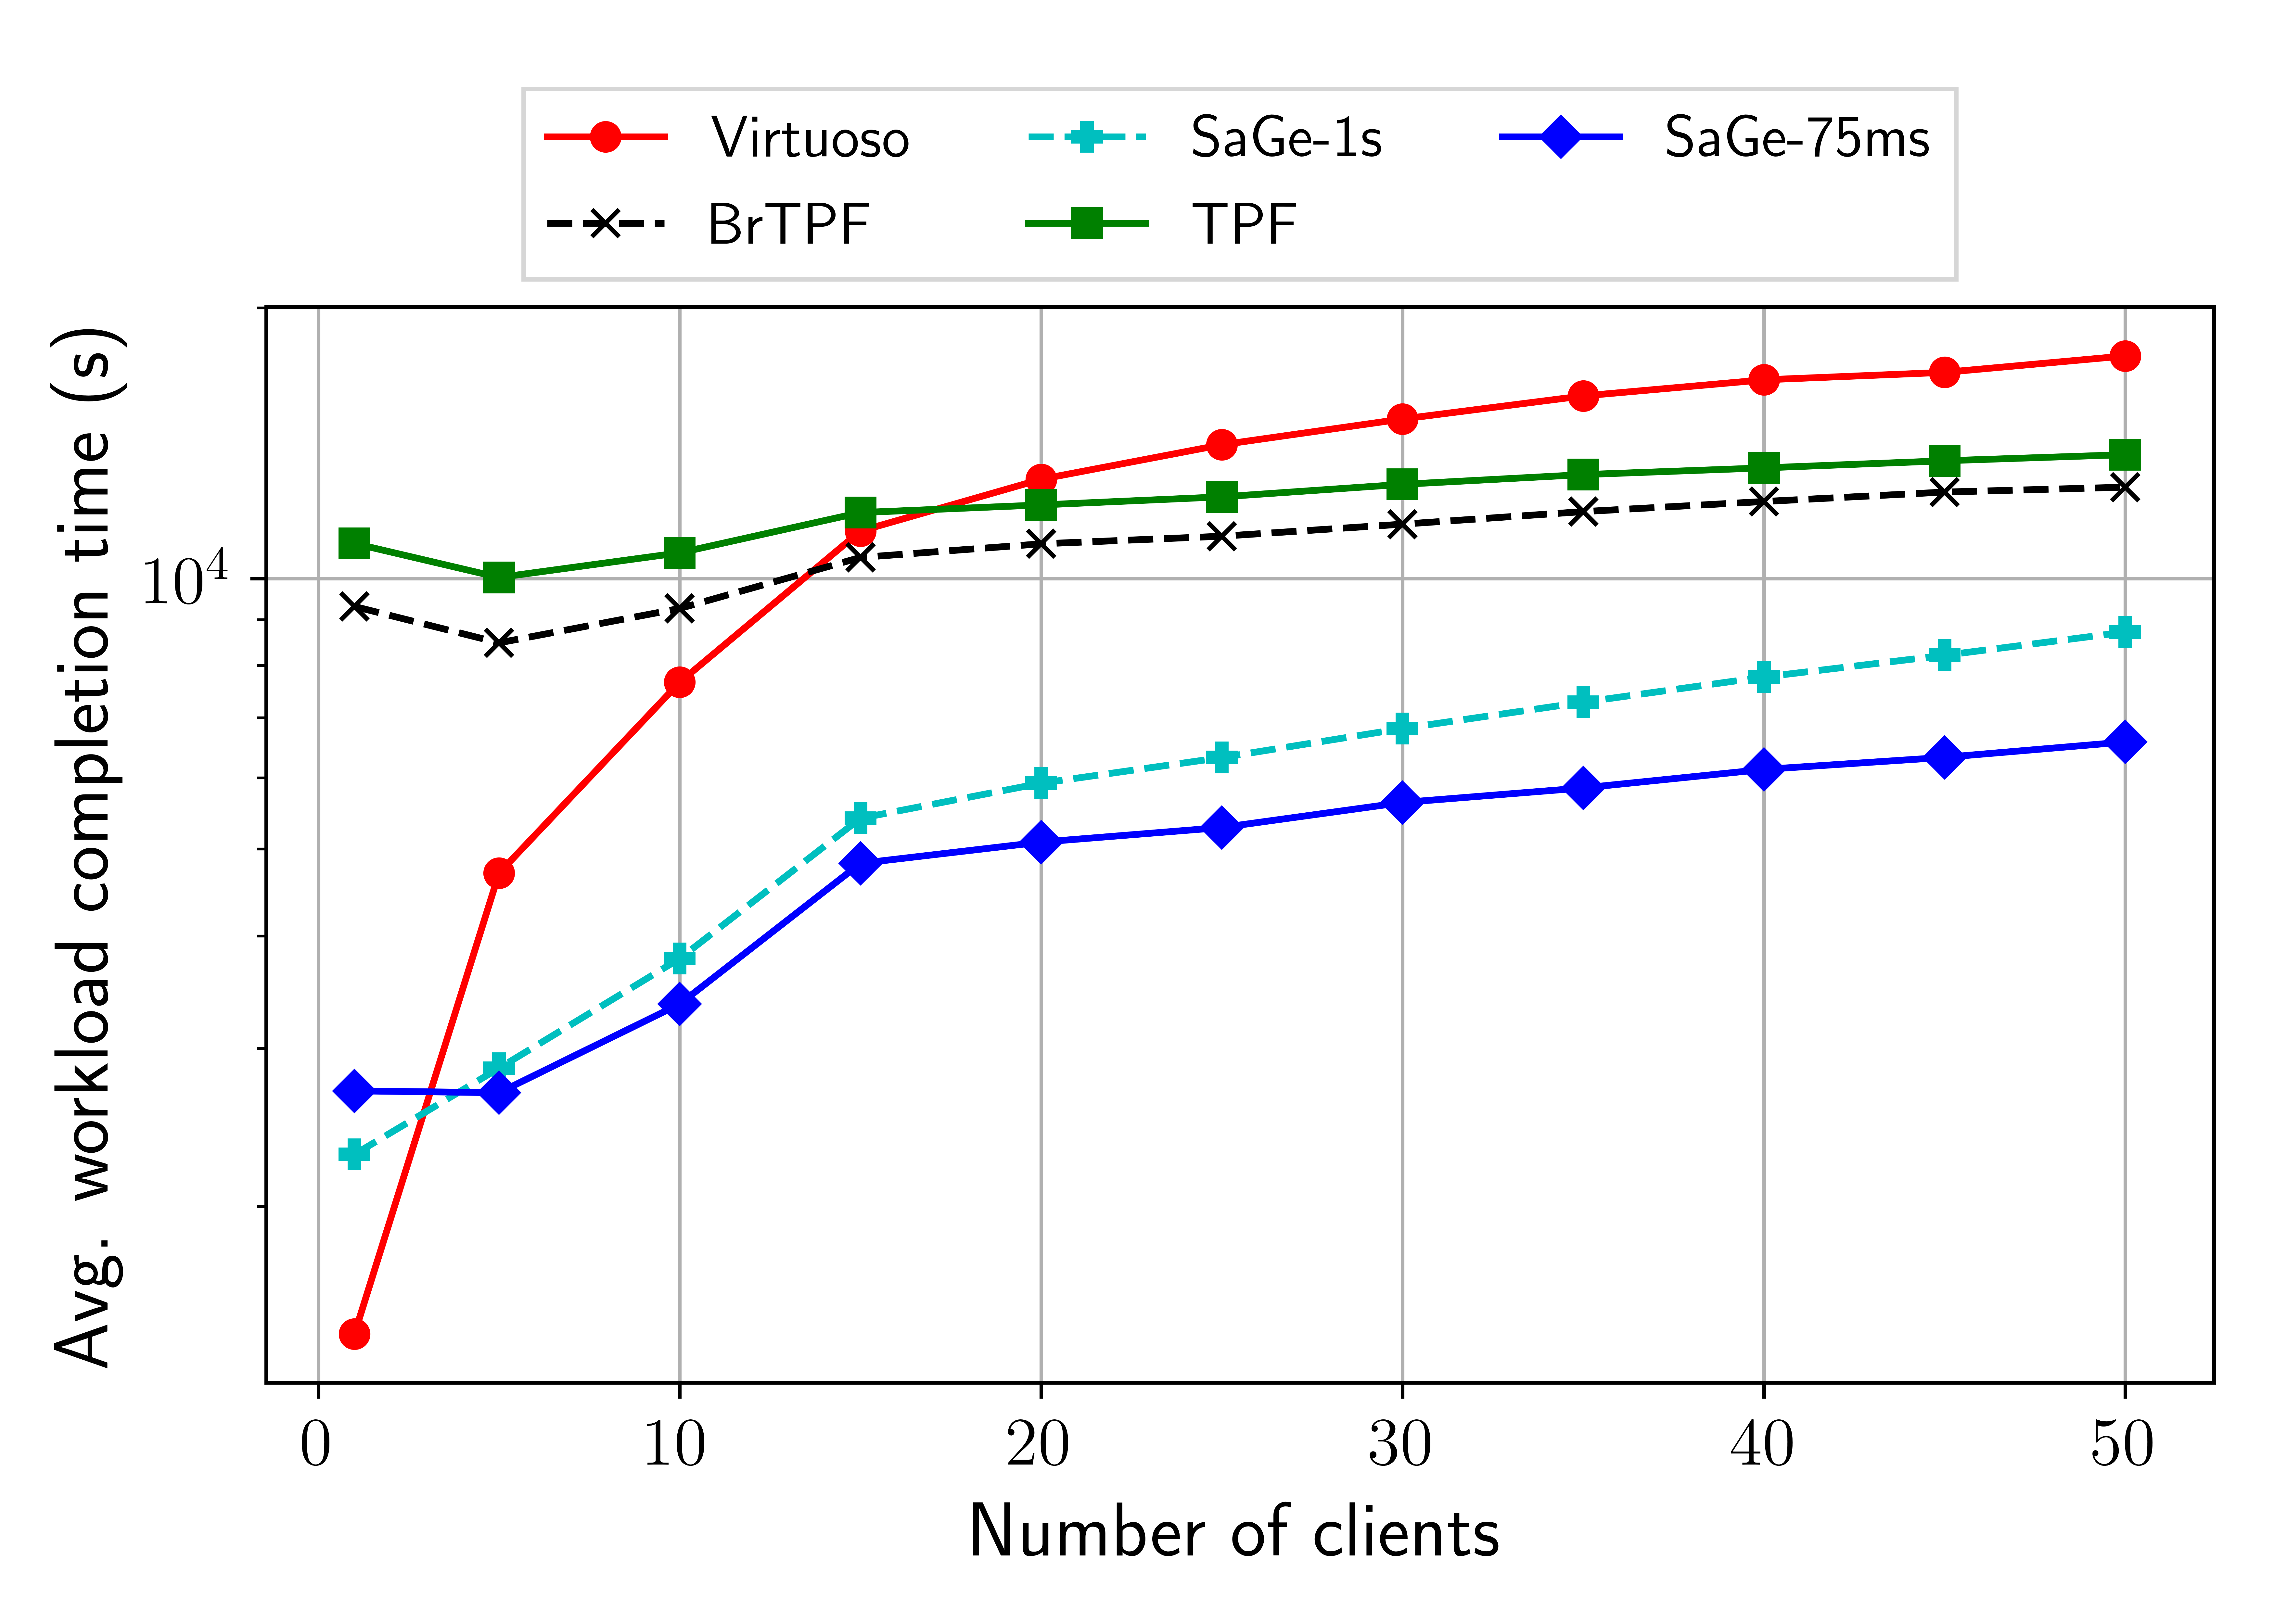 Virtuoso SaGe-1s SaGe-75ms
BrTPF TPF
Avg. workload completion time (s)
10^4
0 10 20 30 40 50
Number of clients